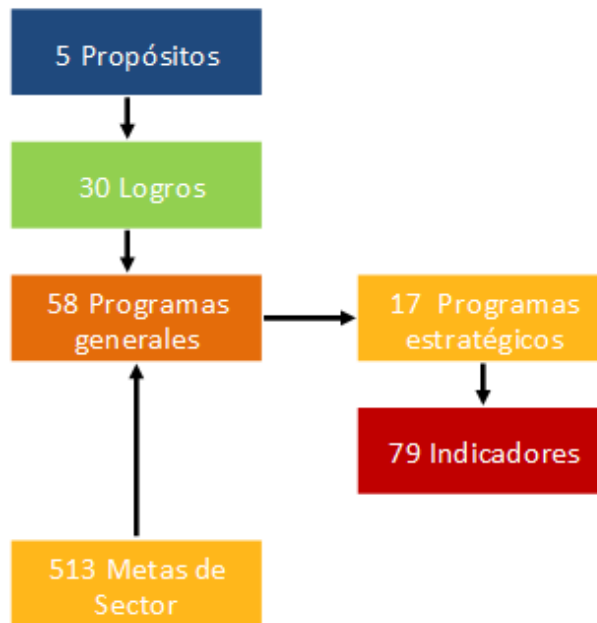 5 Propósitos
30 Logros
58 Programas
generales
17 Programas
estratégicos
79 Indicadores
513 Metas de
Sector